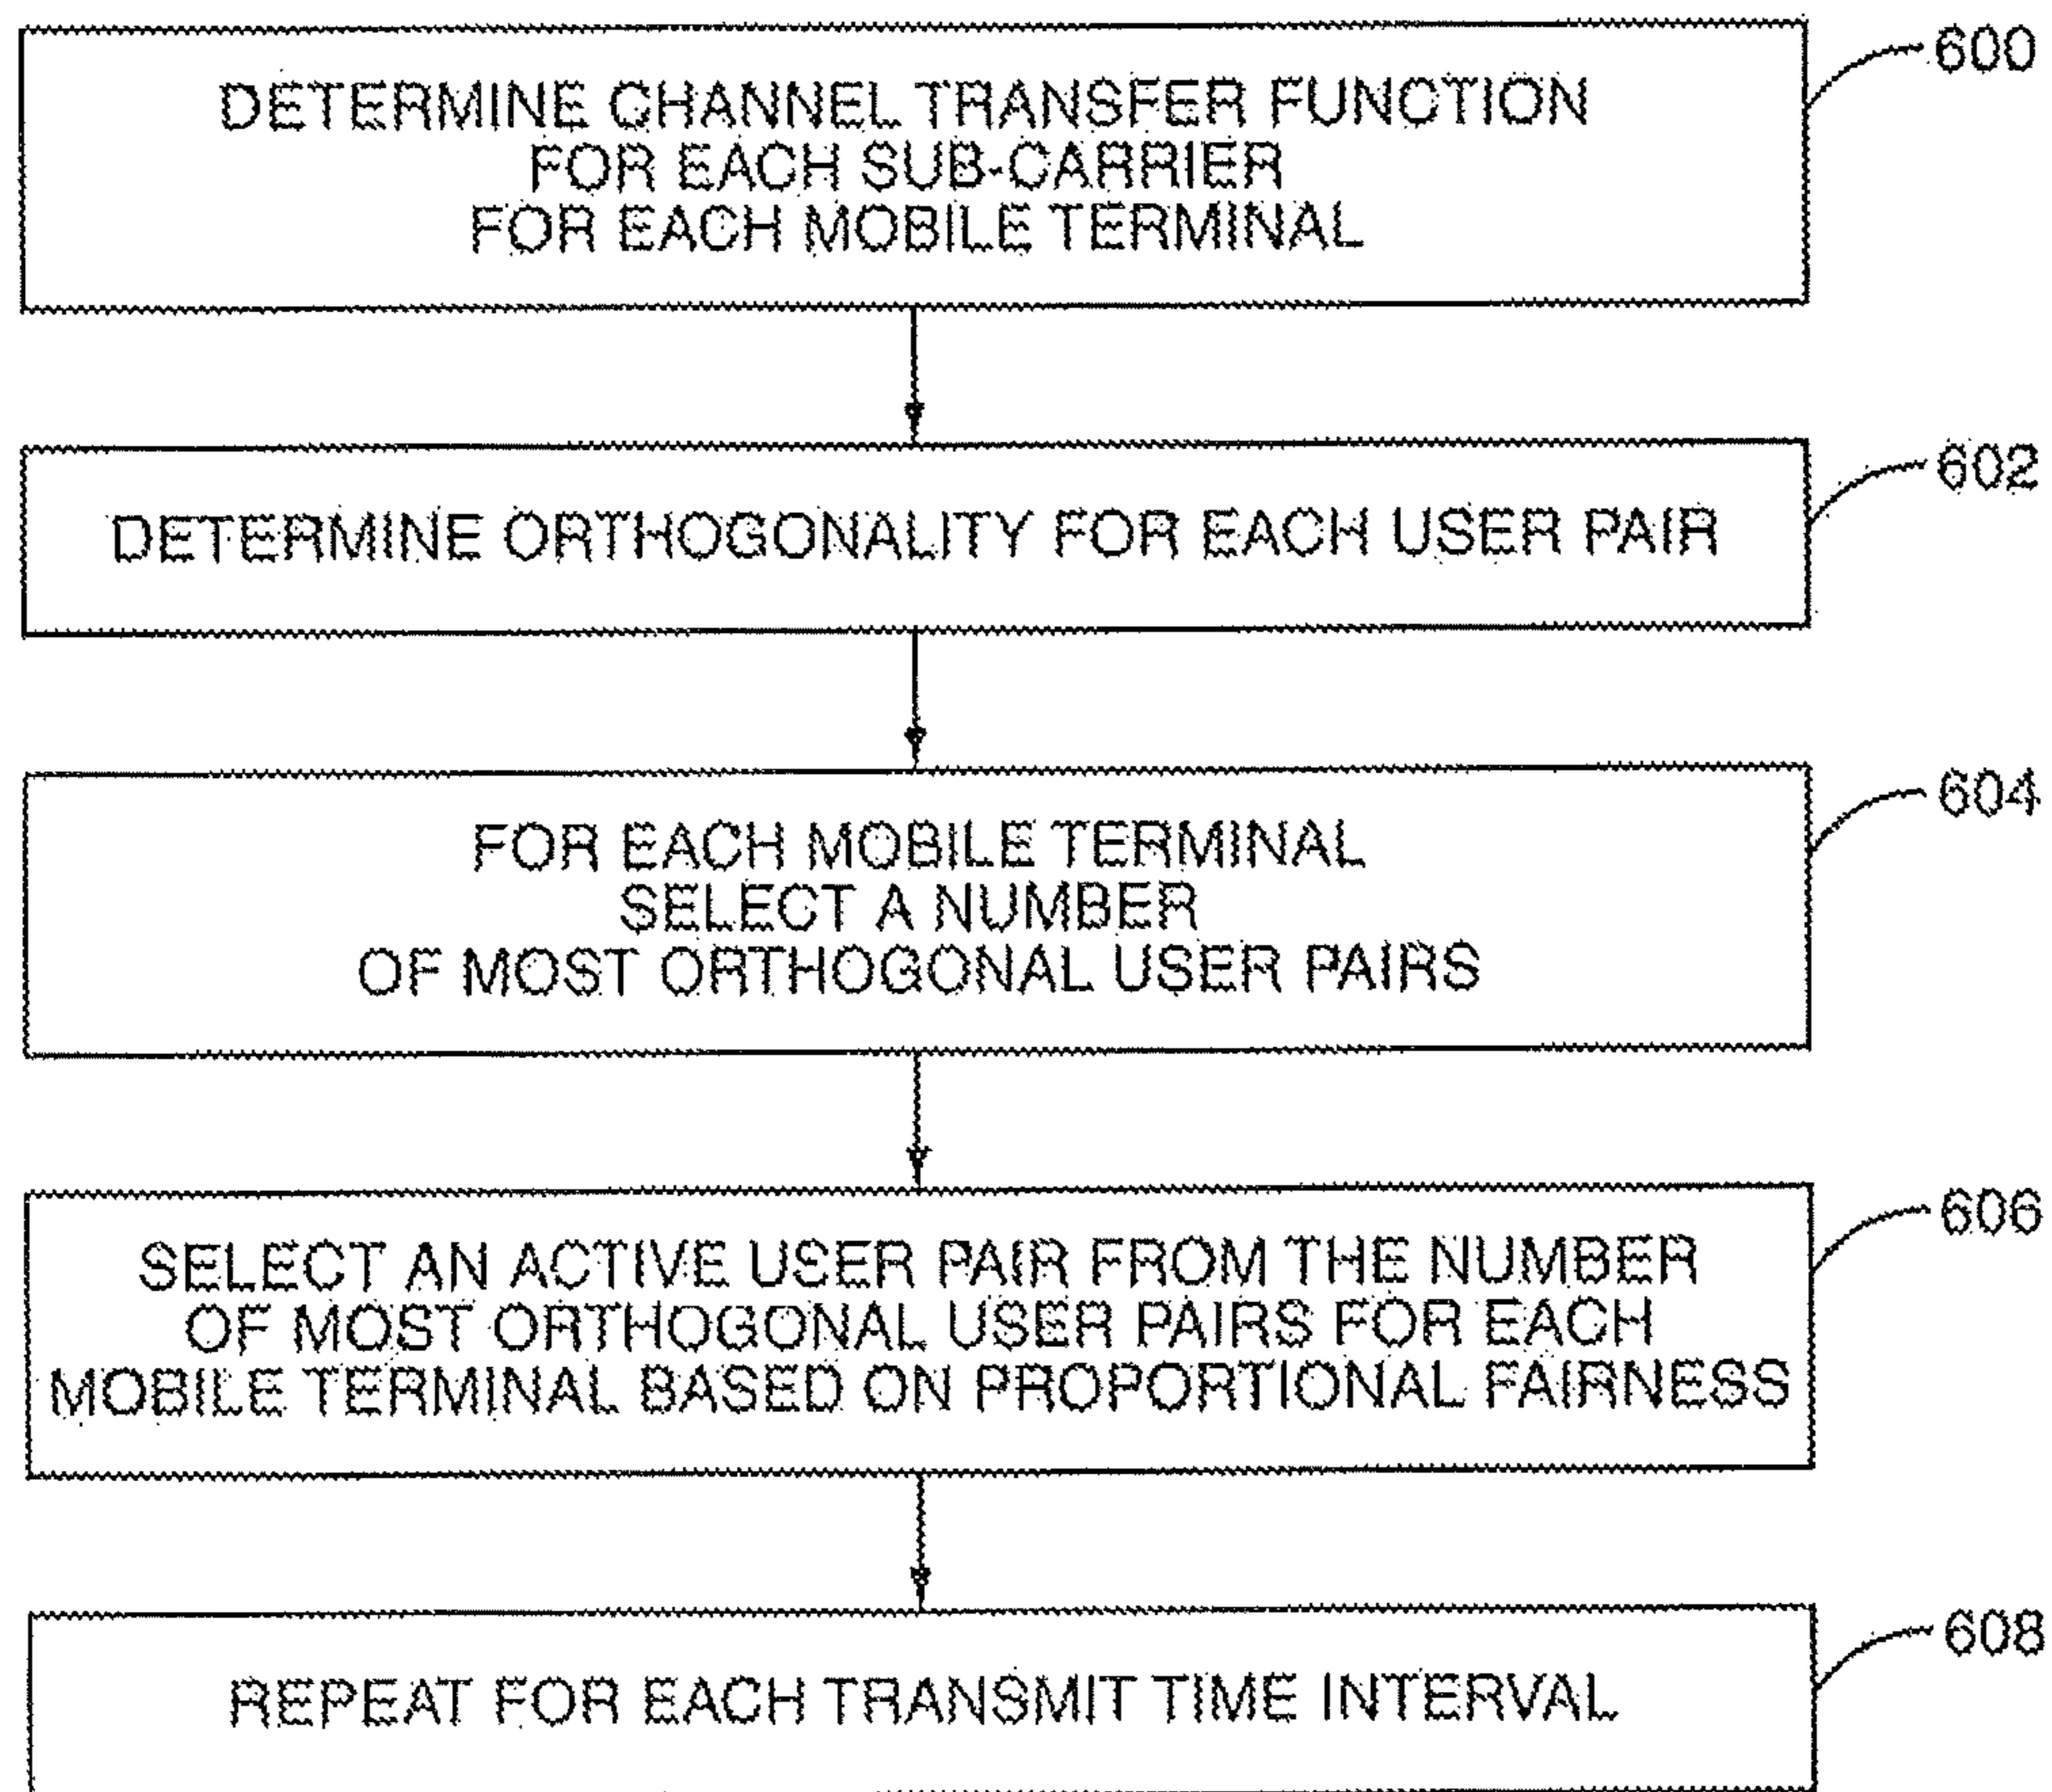 DETERMINE CHANNEL TRANSFER FUNCTION
FOR EACH SUB-CARRIER
FOR EACH MOBILE TERMINAL
600
DETERMINE ORTHOGONALITY FOR EACH USER PAIR
602
FOR EACH MOBILE TERMINAL
SELECT A NUMBER
OF MOST ORTHOGONAL USER PAIRS
604
SELECT AN ACTIVE USER PAIR FROM THE NUMBER
OF MOST ORTHOGONAL USER PAIRS FOR EACH
MOBILE TERMINAL BASED ON PROPORTIONAL FAIRNESS
606
REPEAT FOR EACH TRANSMIT TIME INTERVAL
608